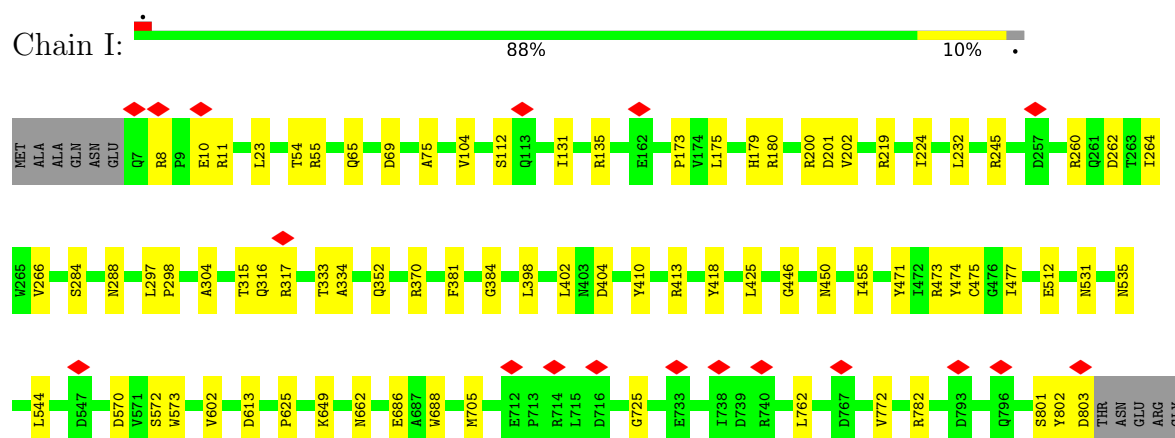 Chain I:
88%
10%
MET ALA ALA GLN ASN GLU Q7 R8 P9 E10 R11 L23 T54 R55 Q65 D69 A75 V104 S112 Q113 I131 R135 E162 P173 V174 L175 H179 R180 R200 D201 V202 R219 I224 L232 R245 D257 R260 Q261 D262 T263 I264
W265 V266 S284 N288 L297 P298 A304 T315 Q316 R317 T333 A334 Q352 R370 F381 G384 L398 L402 N403 D404 Y410 R413 Y418 L425 G446 N450 I455 Y471 I472 R473 Y474 C475 G476 I477 E512 N531 N535
L544 D547 D570 V571 S572 W573 V602 D613 P625 K649 N662 E686 A687 W688 M705 E712 P713 R714 L715 D716 G725 E733 I738 D739 R740 L762 D767 V772 R782 D793 Q796 S801 Y802 D803 THR ASN GLU ARG